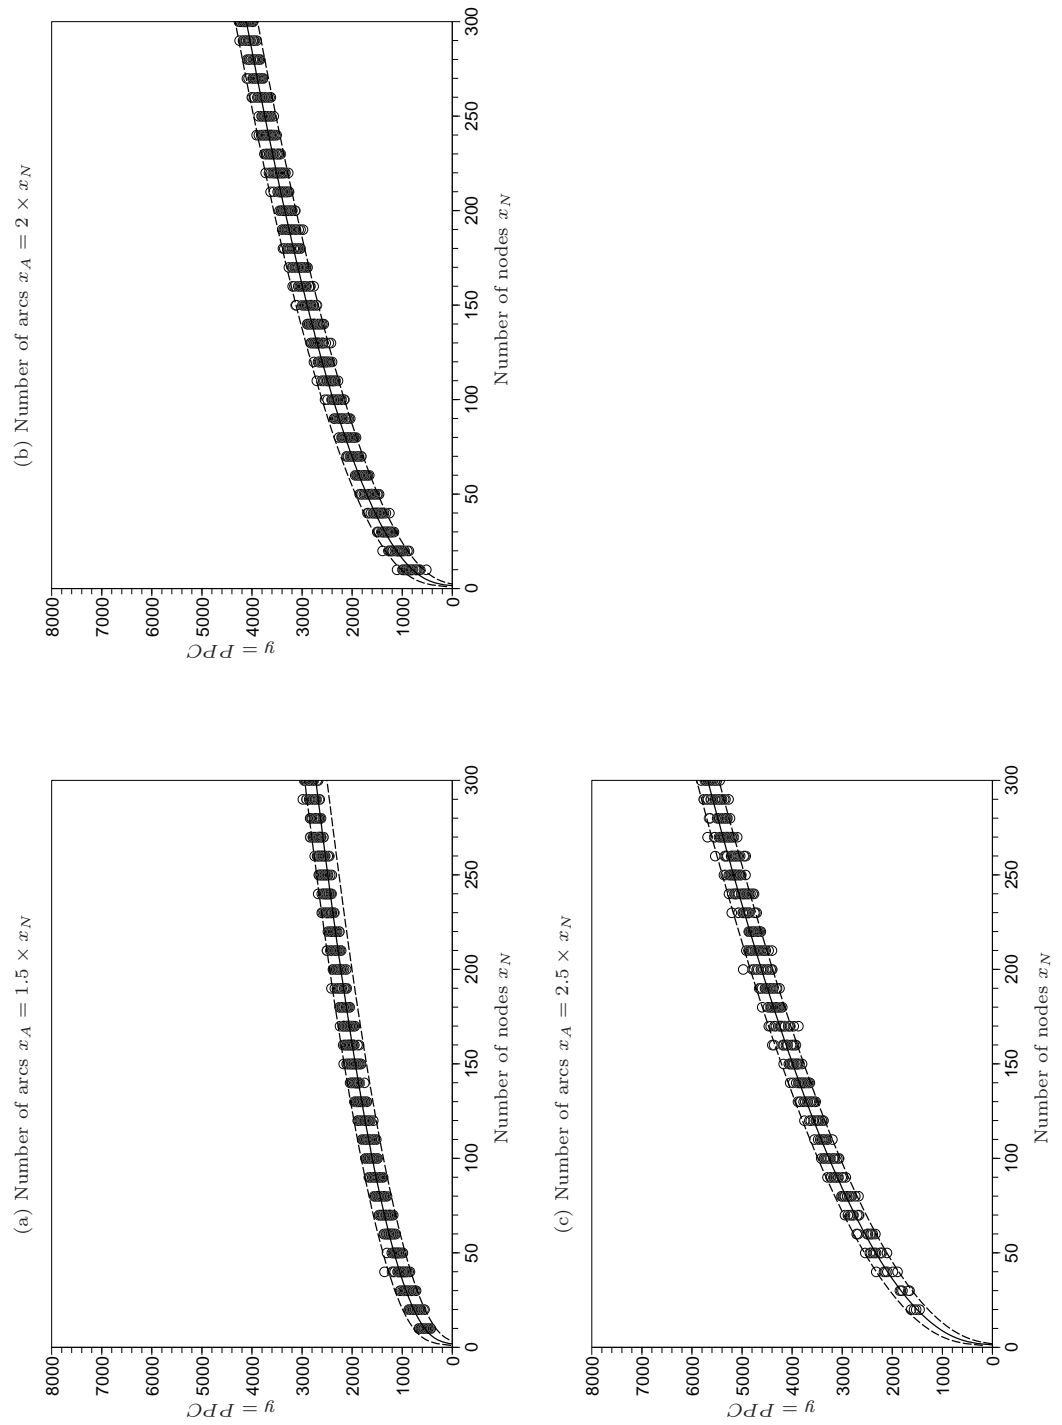 (a) Number of arcs x_A = 1.5 × x_N
y = PPC
8000
7000
6000
5000
4000
3000
2000
1000
0
0 50 100 150 200 250 300
Number of nodes x_N
(b) Number of arcs x_A = 2 × x_N
y = PPC
8000
7000
6000
5000
4000
3000
2000
1000
0
0 50 100 150 200 250 300
Number of nodes x_N
(c) Number of arcs x_A = 2.5 × x_N
y = PPC
8000
7000
6000
5000
4000
3000
2000
1000
0
0 50 100 150 200 250 300
Number of nodes x_N